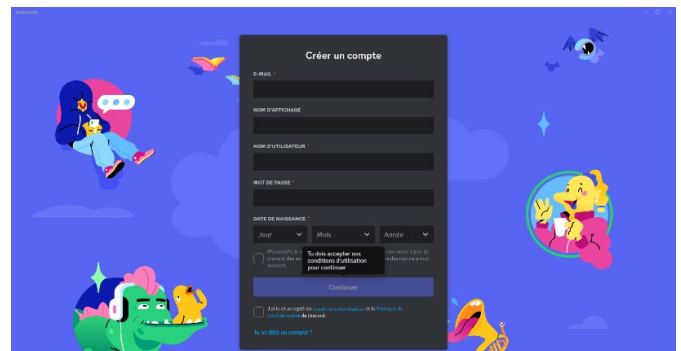 Créer un compte
E-MAIL *
NOM D'AFFICHAGE
NOM D'UTILISATEUR *
MOT DE PASSE *
DATE DE NAISSANCE *
Jour Mois Année
Tu dois accepter nos
conditions d'utilisation
pour continuer
moment.
Continuer
J'ai lu et accepté les Conditions d'Utilisation et la Politique de
Confidentialité de Discord.
Tu as déjà un compte ?